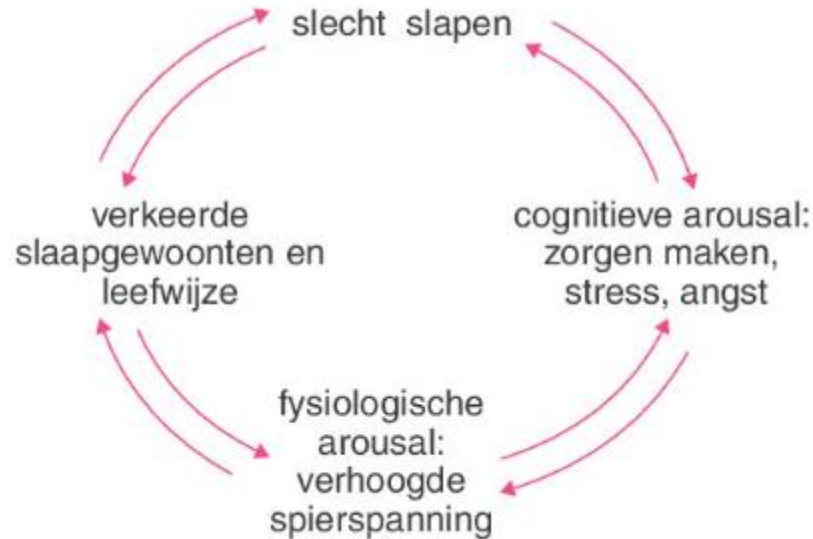 slecht slapen
verkeerde
slaapgewoonten en
leefwijze
cognitieve arousal:
zorgen maken,
stress, angst
fysiologische
arousal:
verhoogde
spierspanning